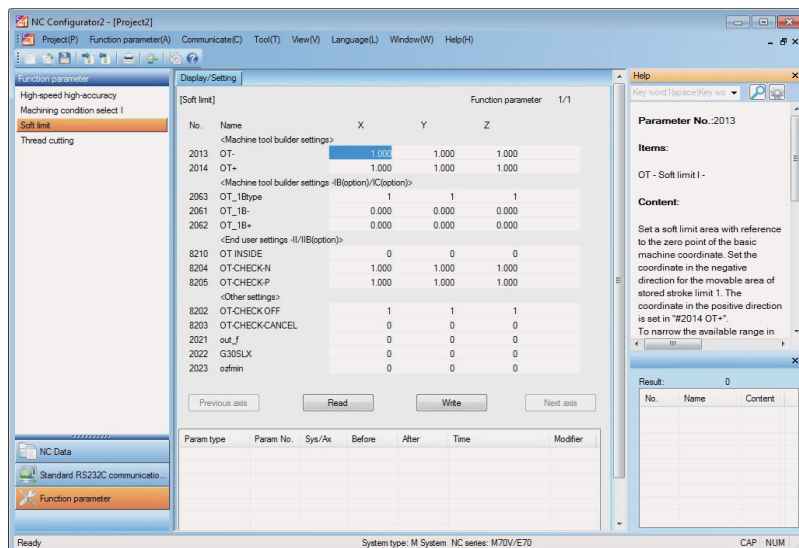 NC Configurator2 - [Project2]
Project(P) Function parameter(A) Communicate(C) Tool(T) View(V) Language(L) Window(W) Help(H)
Function parameter
High-speed high-accuracy
Machining condition select I
Soft limit
Thread cutting
NC Data
Standard RS232C communicatio...
Function parameter
Display/Setting
[Soft limit] Function parameter 1/1
No. Name X Y Z
<Machine tool builder settings>
2013 OT- 1.000 1.000 1.000
2014 OT+ 1.000 1.000 1.000
<Machine tool builder settings -IB(option)/IC(option)>
2063 OT_1Btype 1 1 1
2061 OT_1B- 0.000 0.000 0.000
2062 OT_1B+ 0.000 0.000 0.000
<End user settings -II/IIB(option)>
8210 OT INSIDE 0 0 0
8204 OT-CHECK-N 1.000 1.000 1.000
8205 OT-CHECK-P 1.000 1.000 1.000
<Other settings>
8202 OT-CHECK OFF 1 1 1
8203 OT-CHECK-CANCEL 0 0 0
2021 out_f 0 0 0
2022 G30SLX 0 0 0
2023 ozfmin 0 0 0
Previous axis Read Write Next axis
Param type Param No. Sys/Ax Before After Time Modifier
Help
Key word1(space)Key wo
Parameter No.:2013
Items:
OT - Soft limit I -
Content:
Set a soft limit area with reference
to the zero point of the basic
machine coordinate. Set the
coordinate in the negative
direction for the movable area of
stored stroke limit 1. The
coordinate in the positive direction
is set in "#2014 OT+".
To narrow the available range in
Result: 0
No. Name Content
Ready System type: M System NC series: M70V/E70 CAP NUM